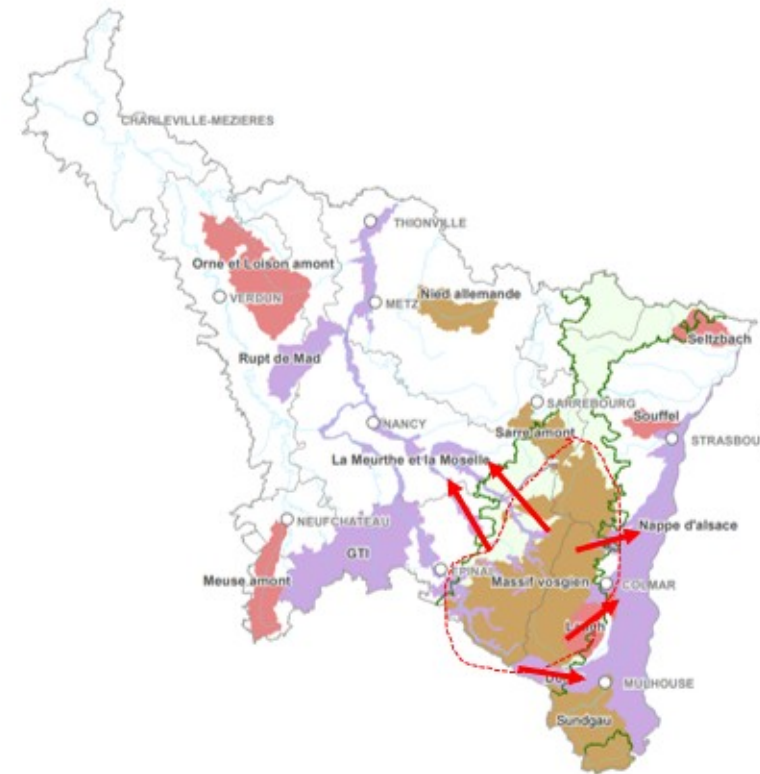 CHARLEVILLE-MEZIERES
THIONVILLE
Orne et Loison amont
VERDUN
METZ
Nied allemande
Seltzbach
Rupt de Mad
SARREBOURG
Souffel
NANCY
Sarre amont
STRASBOU
La Meurthe et la Moselle
NEUFCHATEAU
Nappe d'alsace
GTI
EPINAL
Meuse amont
Massif vosgien
COLMAR
MULHOUSE
Sundgau